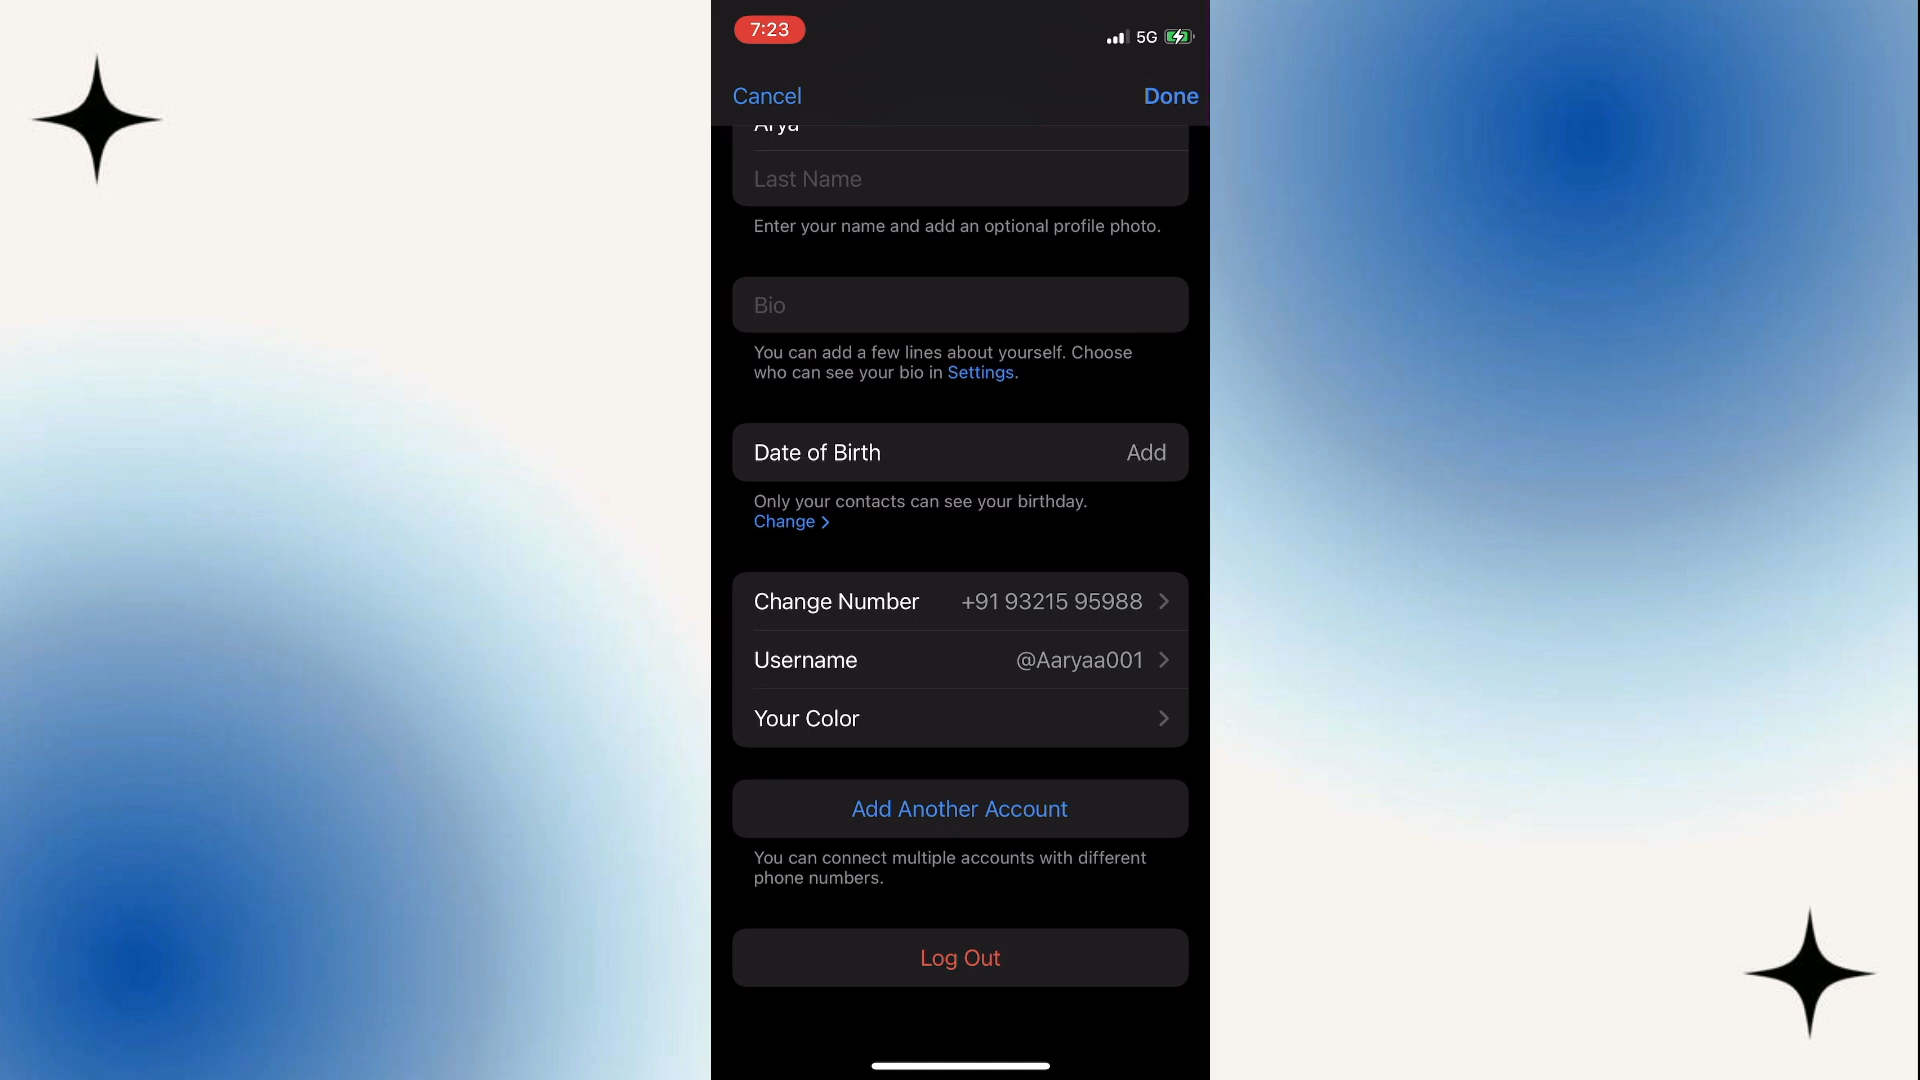 7:23
5G
Cancel
Done
Arya
Last Name
Enter your name and add an optional profile photo.
Bio
You can add a few lines about yourself. Choose
who can see your bio in Settings.
Date of Birth Add
Only your contacts can see your birthday.
Change >
Change Number +91 93215 95988 >
Username @Aaryaa001 >
Your Color >
Add Another Account
You can connect multiple accounts with different
phone numbers.
Log Out